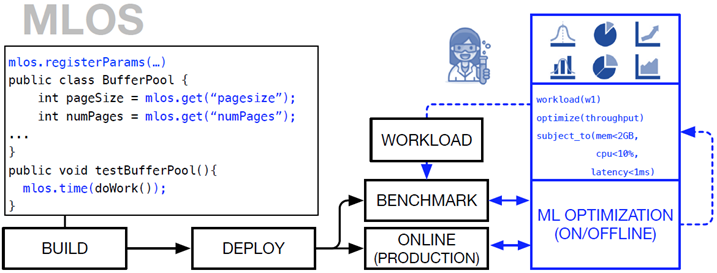 MLOS
mlos.registerParams(…)
public class BufferPool {
int pageSize = mlos.get(“pagesize”);
int numPages = mlos.get(“numPages”);
...
}
public void testBufferPool(){
mlos.time(doWork());
}
BUILD
DEPLOY
WORKLOAD
BENCHMARK
ONLINE
(PRODUCTION)
workload(w1)
optimize(throughput)
subject_to(mem<2GB,
cpu<10%,
latency<1ms)
ML OPTIMIZATION
(ON/OFFLINE)